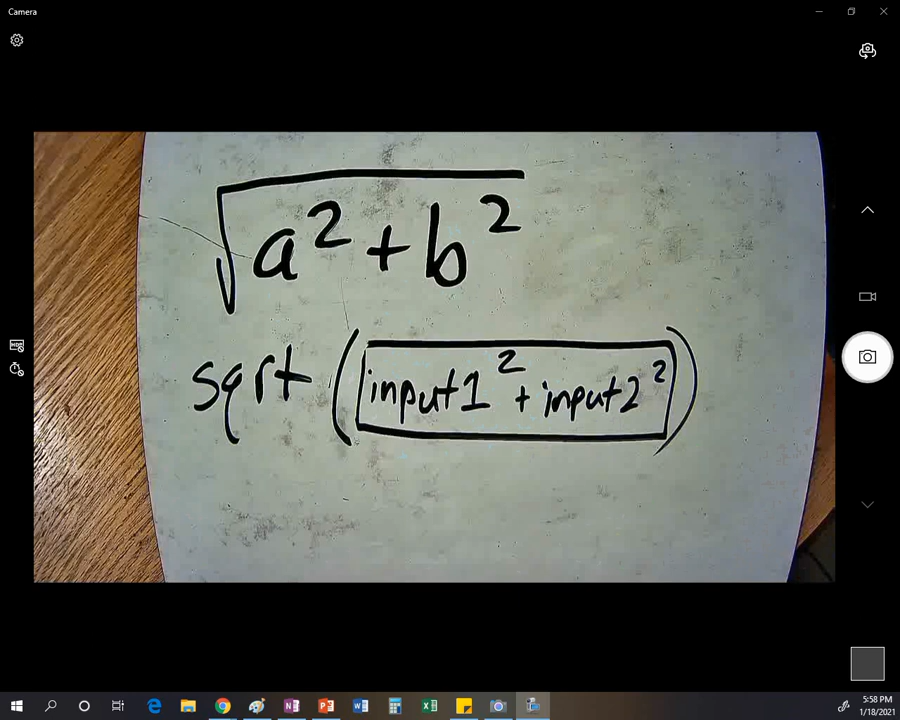 Camera
√a² + b²
sqrt (input1² + input2²)
5:58 PM
1/18/2021